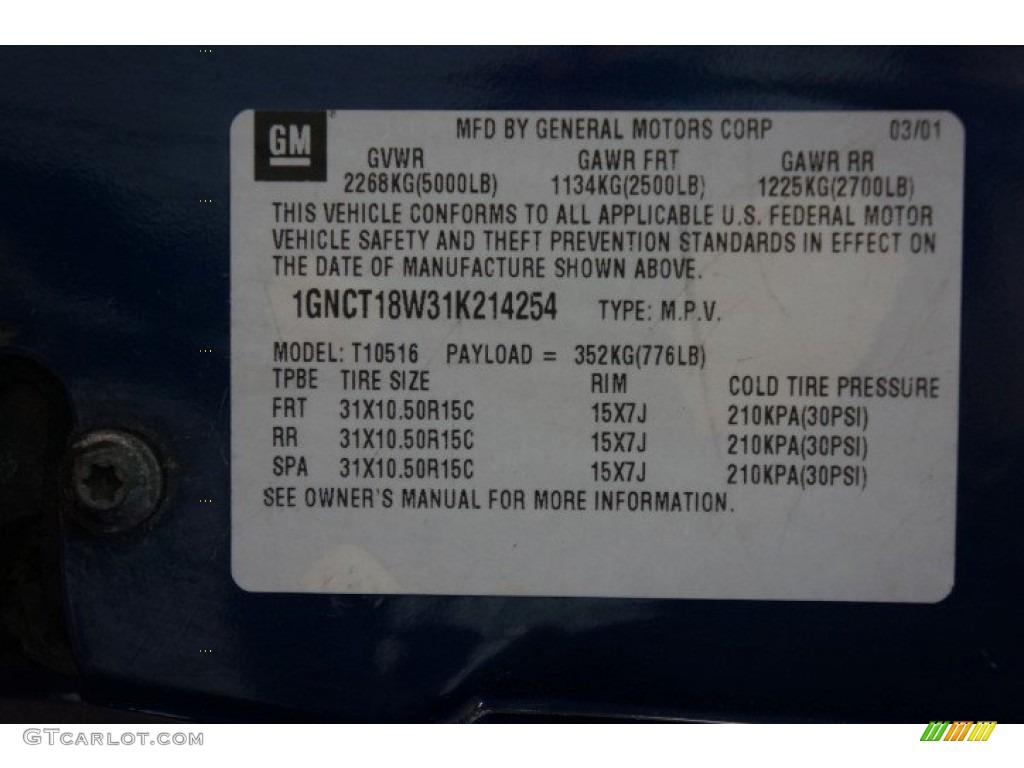 GM
MFD BY GENERAL MOTORS CORP 03/01
GVWR GAWR FRT GAWR RR
2268KG(5000LB) 1134KG(2500LB) 1225KG(2700LB)
THIS VEHICLE CONFORMS TO ALL APPLICABLE U.S. FEDERAL MOTOR
VEHICLE SAFETY AND THEFT PREVENTION STANDARDS IN EFFECT ON
THE DATE OF MANUFACTURE SHOWN ABOVE.
1GNCT18W31K214254 TYPE: M.P.V.
MODEL: T10516 PAYLOAD = 352KG(776LB)
TPBE TIRE SIZE RIM COLD TIRE PRESSURE
FRT 31X10.50R15C 15X7J 210KPA(30PSI)
RR 31X10.50R15C 15X7J 210KPA(30PSI)
SPA 31X10.50R15C 15X7J 210KPA(30PSI)
SEE OWNER'S MANUAL FOR MORE INFORMATION.
GTCARLOT.COM